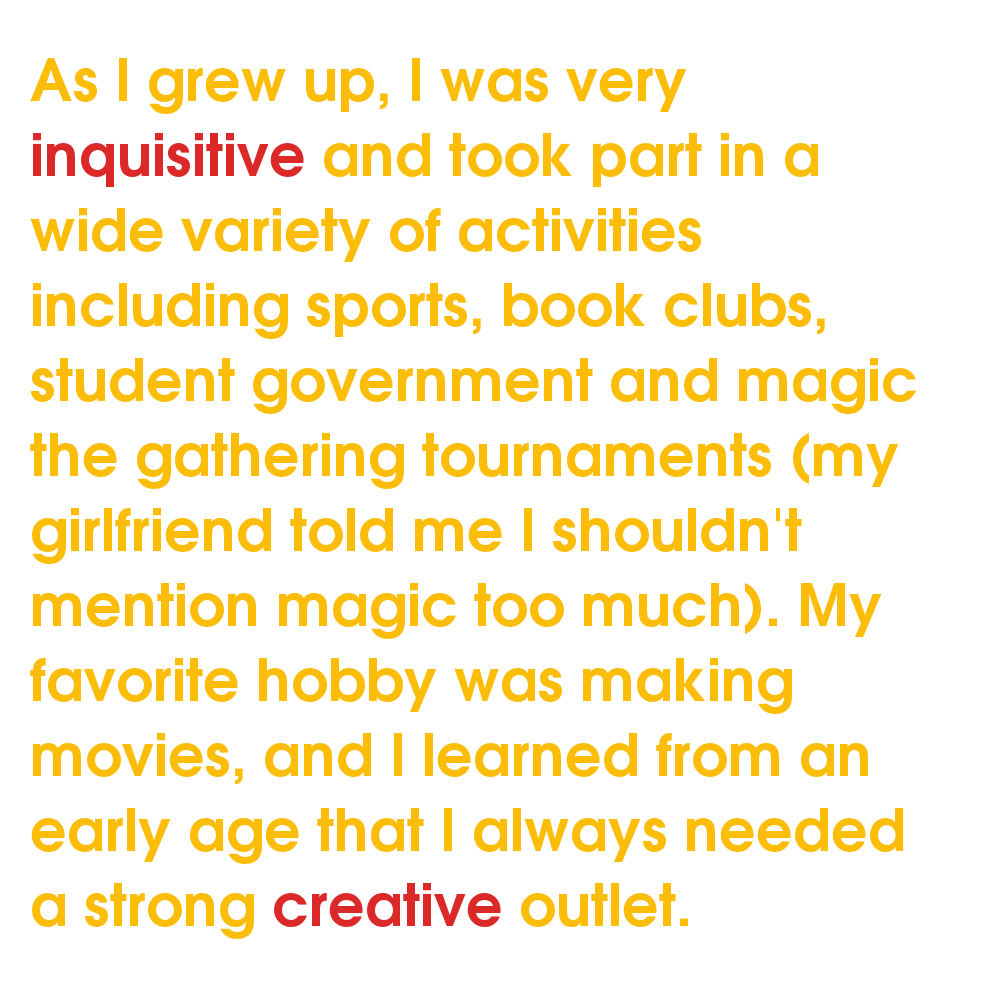 As I grew up, I was very
inquisitive and took part in a
wide variety of activities
including sports, book clubs,
student government and magic
the gathering tournaments (my
girlfriend told me I shouldn't
mention magic too much). My
favorite hobby was making
movies, and I learned from an
early age that I always needed
a strong creative outlet.